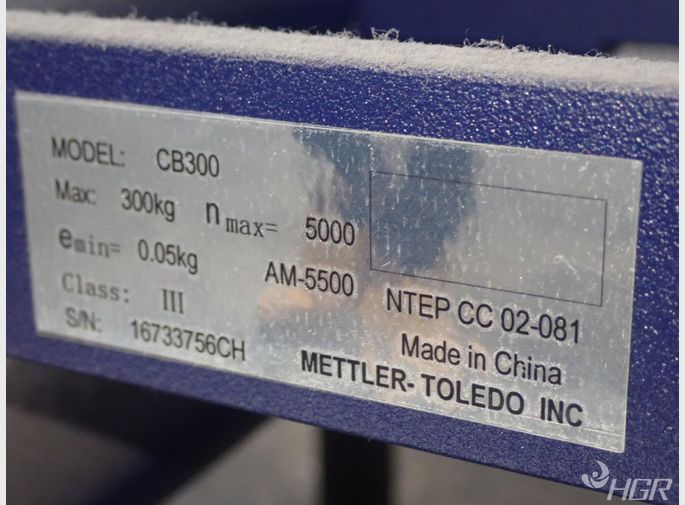 MODEL: CB300
Max: 300kg n max= 5000
emin= 0.05kg
AM-5500
Class: III
NTEP CC 02-081
S/N: 16733756CH
Made in China
METTLER-TOLEDO INC
HGR